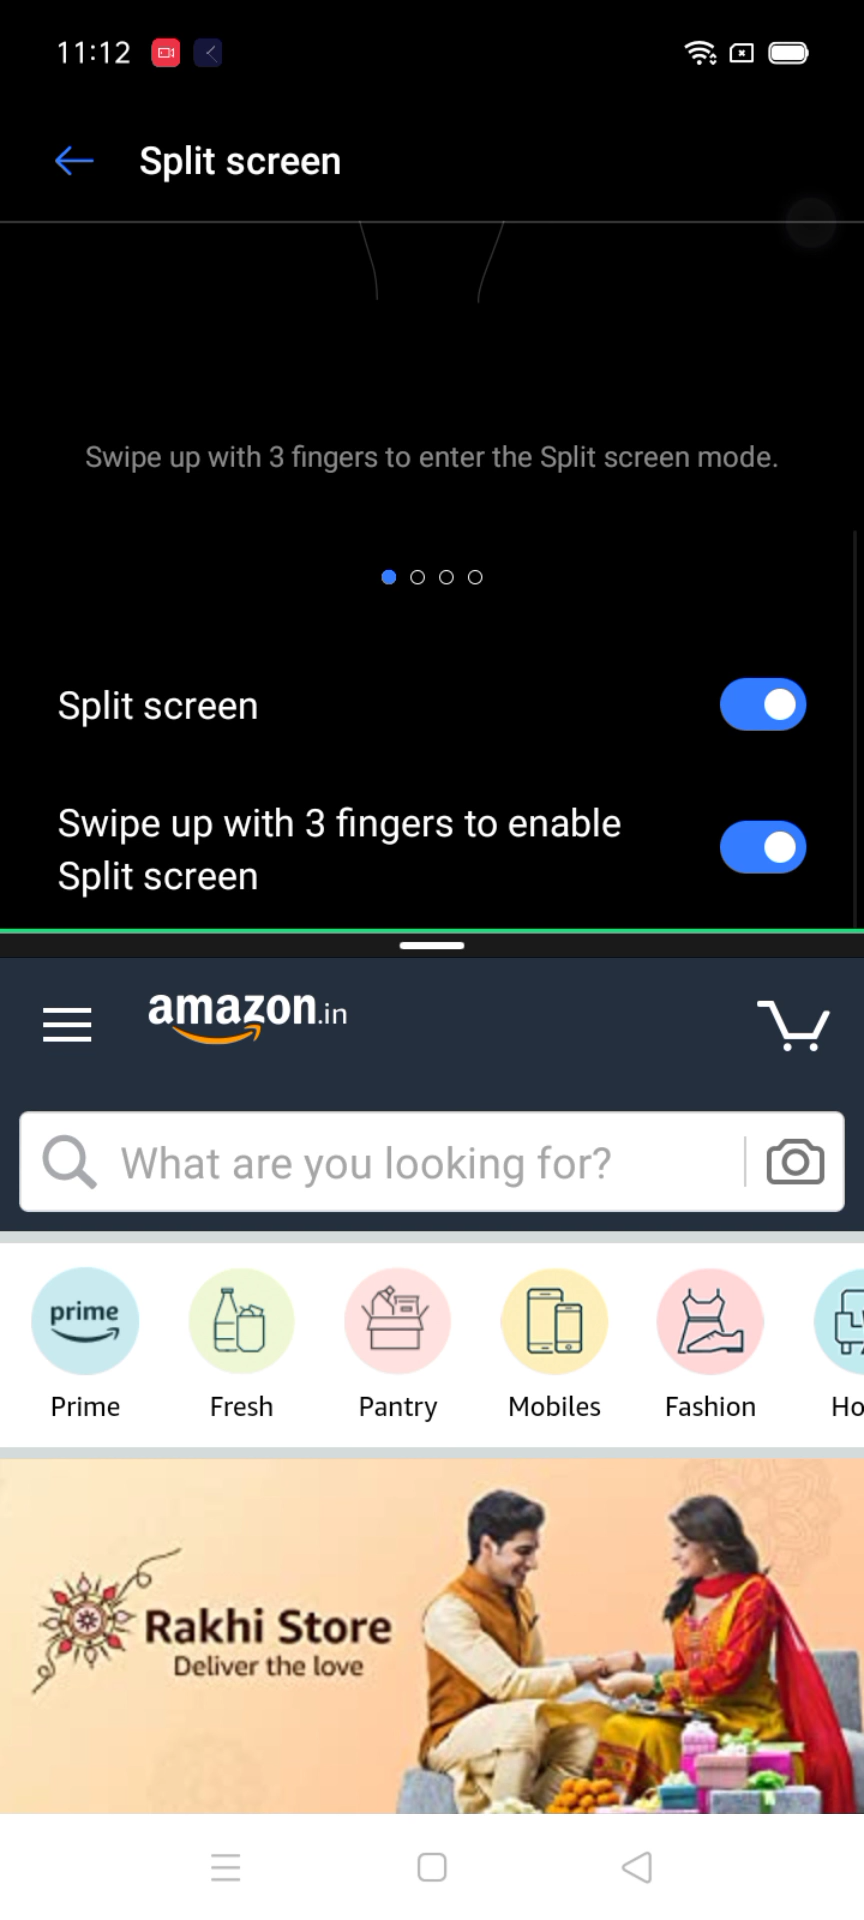 11:12
Split screen
Swipe up with 3 fingers to enter the Split screen mode.
Split screen
Swipe up with 3 fingers to enable
Split screen
amazon.in
What are you looking for?
prime
Prime Fresh Pantry Mobiles Fashion Ho
Rakhi Store
Deliver the love